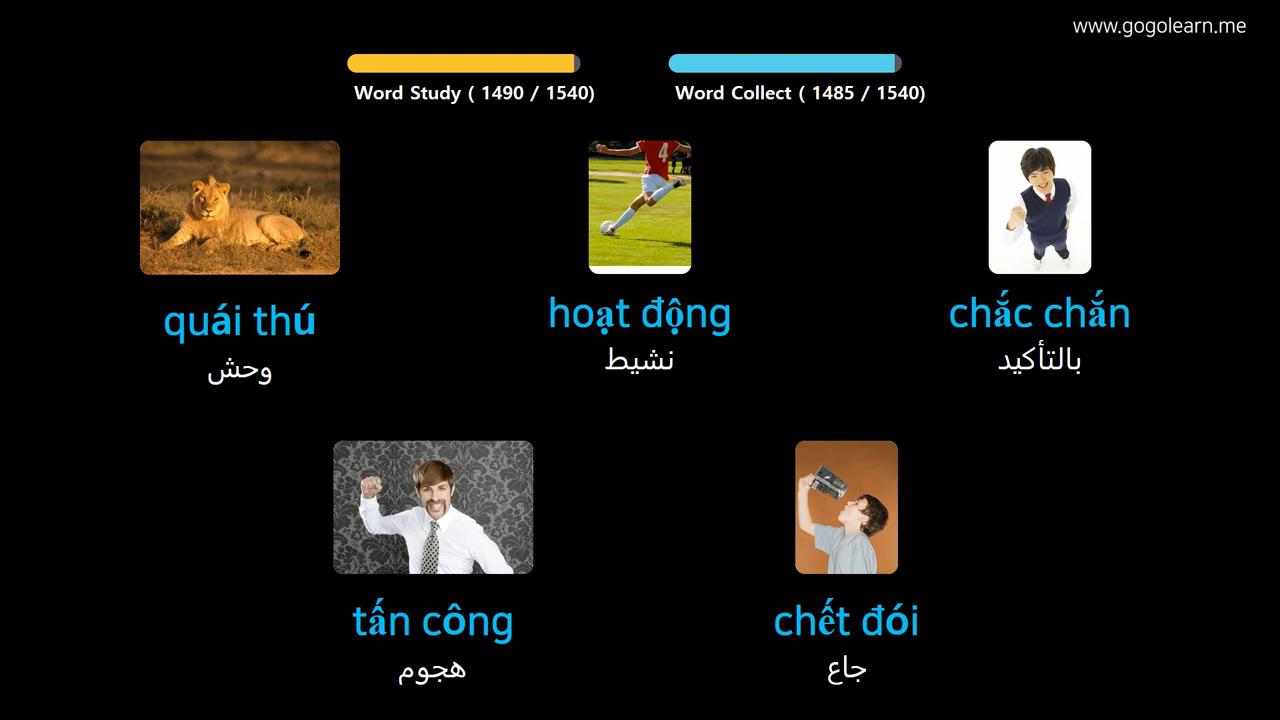 www.gogolearn.me
Word Study ( 1490 / 1540)
Word Collect ( 1485 / 1540)
quái thú
وحش
hoạt động
نشيط
chắc chắn
بالتأكيد
tấn công
هجوم
chết đói
جاع
4